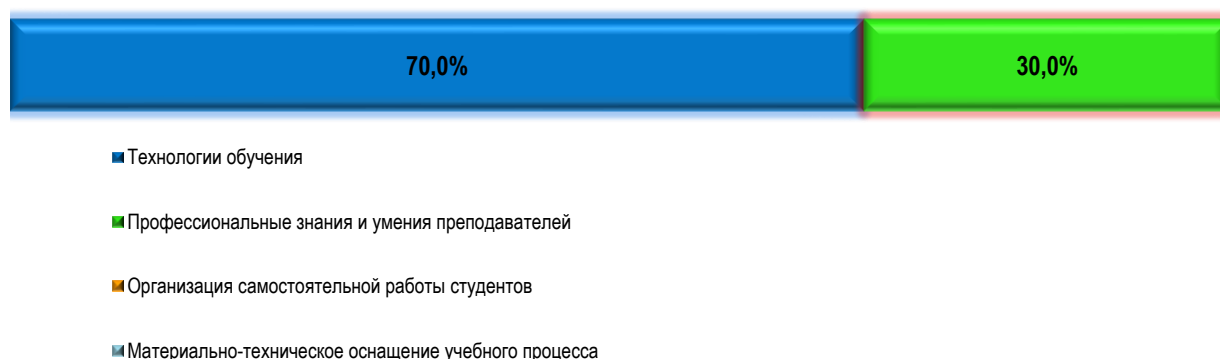 70,0% 30,0%
Технологии обучения
Профессиональные знания и умения преподавателей
Организация самостоятельной работы студентов
Материально-техническое оснащение учебного процесса